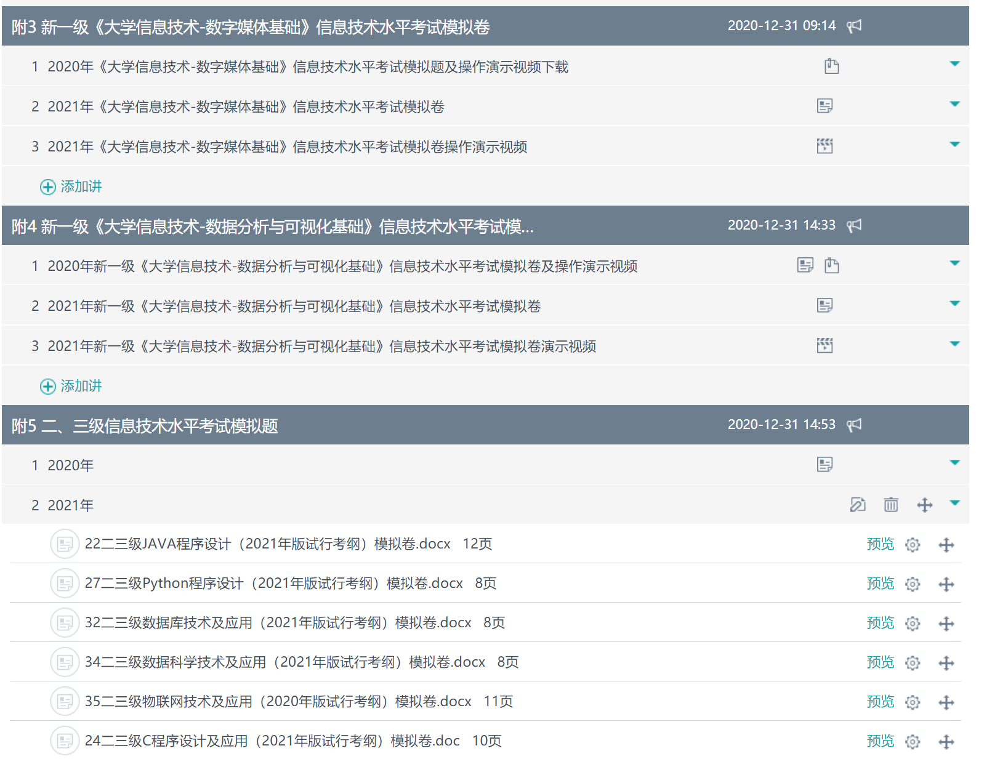 附3 新一级《大学信息技术-数字媒体基础》信息技术水平考试模拟卷 2020-12-31 09:14
1 2020年《大学信息技术-数字媒体基础》信息技术水平考试模拟题及操作演示视频下载
2 2021年《大学信息技术-数字媒体基础》信息技术水平考试模拟卷
3 2021年《大学信息技术-数字媒体基础》信息技术水平考试模拟卷操作演示视频
添加讲
附4 新一级《大学信息技术-数据分析与可视化基础》信息技术水平考试模... 2020-12-31 14:33
1 2020年新一级《大学信息技术-数据分析与可视化基础》信息技术水平考试模拟卷及操作演示视频
2 2021年新一级《大学信息技术-数据分析与可视化基础》信息技术水平考试模拟卷
3 2021年新一级《大学信息技术-数据分析与可视化基础》信息技术水平考试模拟卷演示视频
添加讲
附5 二、三级信息技术水平考试模拟题 2020-12-31 14:53
1 2020年
2 2021年
22二三级JAVA程序设计（2021年版试行考纲）模拟卷.docx 12页 预览
27二三级Python程序设计（2021年版试行考纲）模拟卷.docx 8页 预览
32二三级数据库技术及应用（2021年版试行考纲）模拟卷.docx 8页 预览
34二三级数据科学技术及应用（2021年版试行考纲）模拟卷.docx 8页 预览
35二三级物联网技术及应用（2020年版试行考纲）模拟卷.docx 11页 预览
24二三级C程序设计及应用（2021年版试行考纲）模拟卷.doc 10页 预览